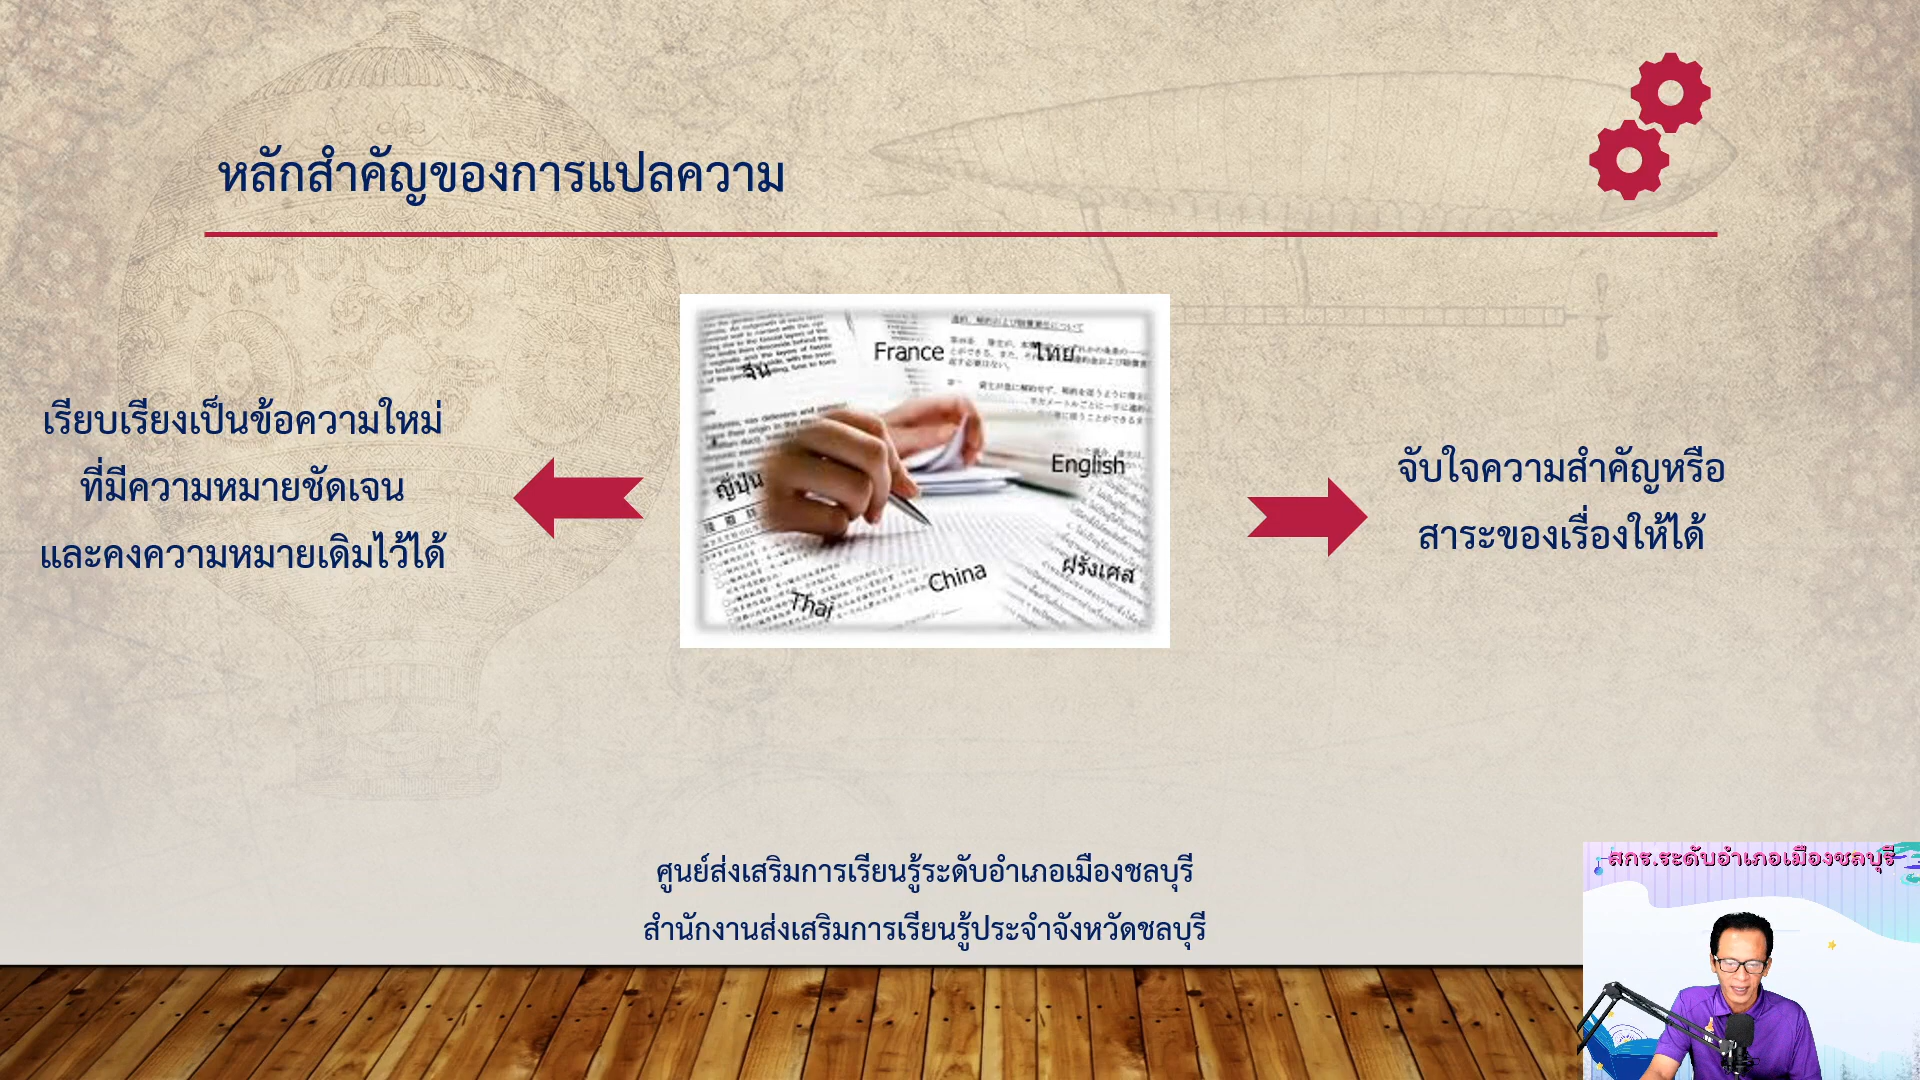 หลักสำคัญของการแปลความ
เรียบเรียงเป็นข้อความใหม่
ที่มีความหมายชัดเจน
และคงความหมายเดิมไว้ได้
France
ไทย
จีน
English
ญี่ปุ่น
ฝรั่งเศส
China
Thai
จับใจความสำคัญหรือ
สาระของเรื่องให้ได้
ศูนย์ส่งเสริมการเรียนรู้ระดับอำเภอเมืองชลบุรี
สำนักงานส่งเสริมการเรียนรู้ประจำจังหวัดชลบุรี
สกร.ระดับอำเภอเมืองชลบุรี